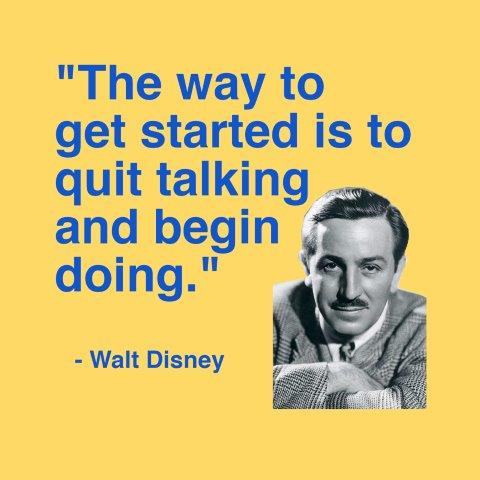 "The way to
get started is to
quit talking
and begin
doing."
- Walt Disney